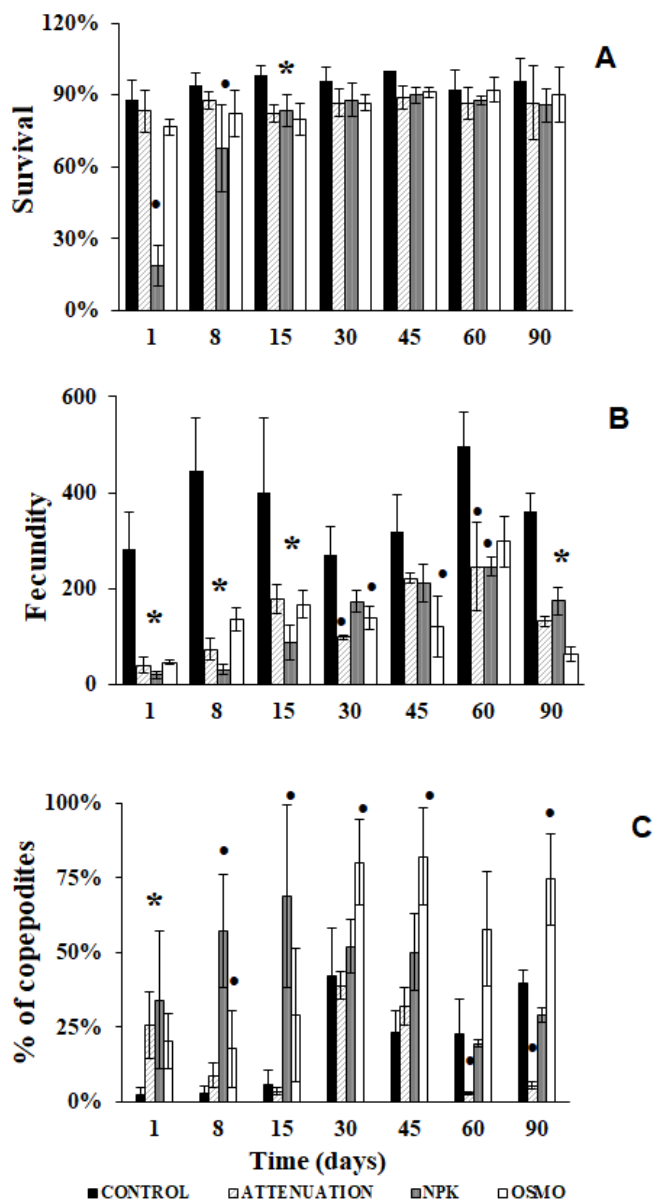 120%
A
90%
Survival
60%
30%
0%
1 8 15 30 45 60 90
600
B
400
Fecundity
200
0
1 8 15 30 45 60 90
100%
C
75%
% of copepodites
50%
25%
0%
1 8 15 30 45 60 90
Time (days)
CONTROL ATTENUATION NPK OSMO